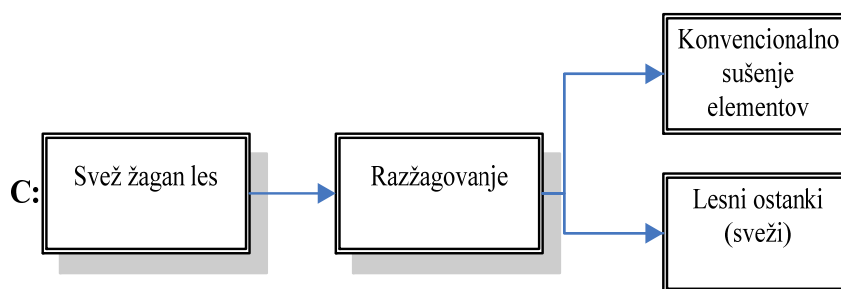 C:
Svež žagan les
Razžagovanje
Konvencionalno
sušenje
elementov
Lesni ostanki
(sveži)